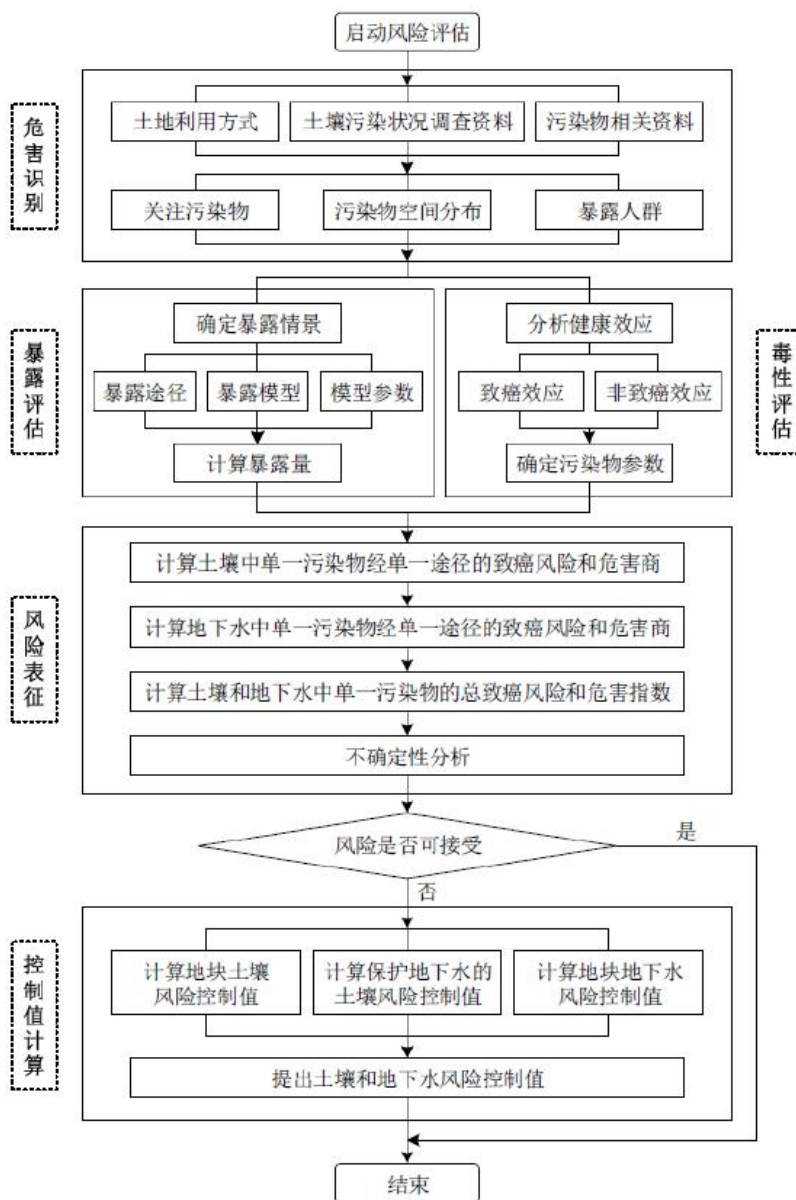 启动风险评估
危害识别
土地利用方式
土壤污染状况调查资料
污染物相关资料
关注污染物
污染物空间分布
暴露人群
暴露评估
确定暴露情景
暴露途径
暴露模型
模型参数
计算暴露量
分析健康效应
致癌效应
非致癌效应
确定污染物参数
毒性评估
风险表征
计算土壤中单一污染物经单一途径的致癌风险和危害商
计算地下水中单一污染物经单一途径的致癌风险和危害商
计算土壤和地下水中单一污染物的总致癌风险和危害指数
不确定性分析
风险是否可接受
是
否
控制值计算
计算地块土壤
风险控制值
计算保护地下水的
土壤风险控制值
计算地块地下水
风险控制值
提出土壤和地下水风险控制值
结束